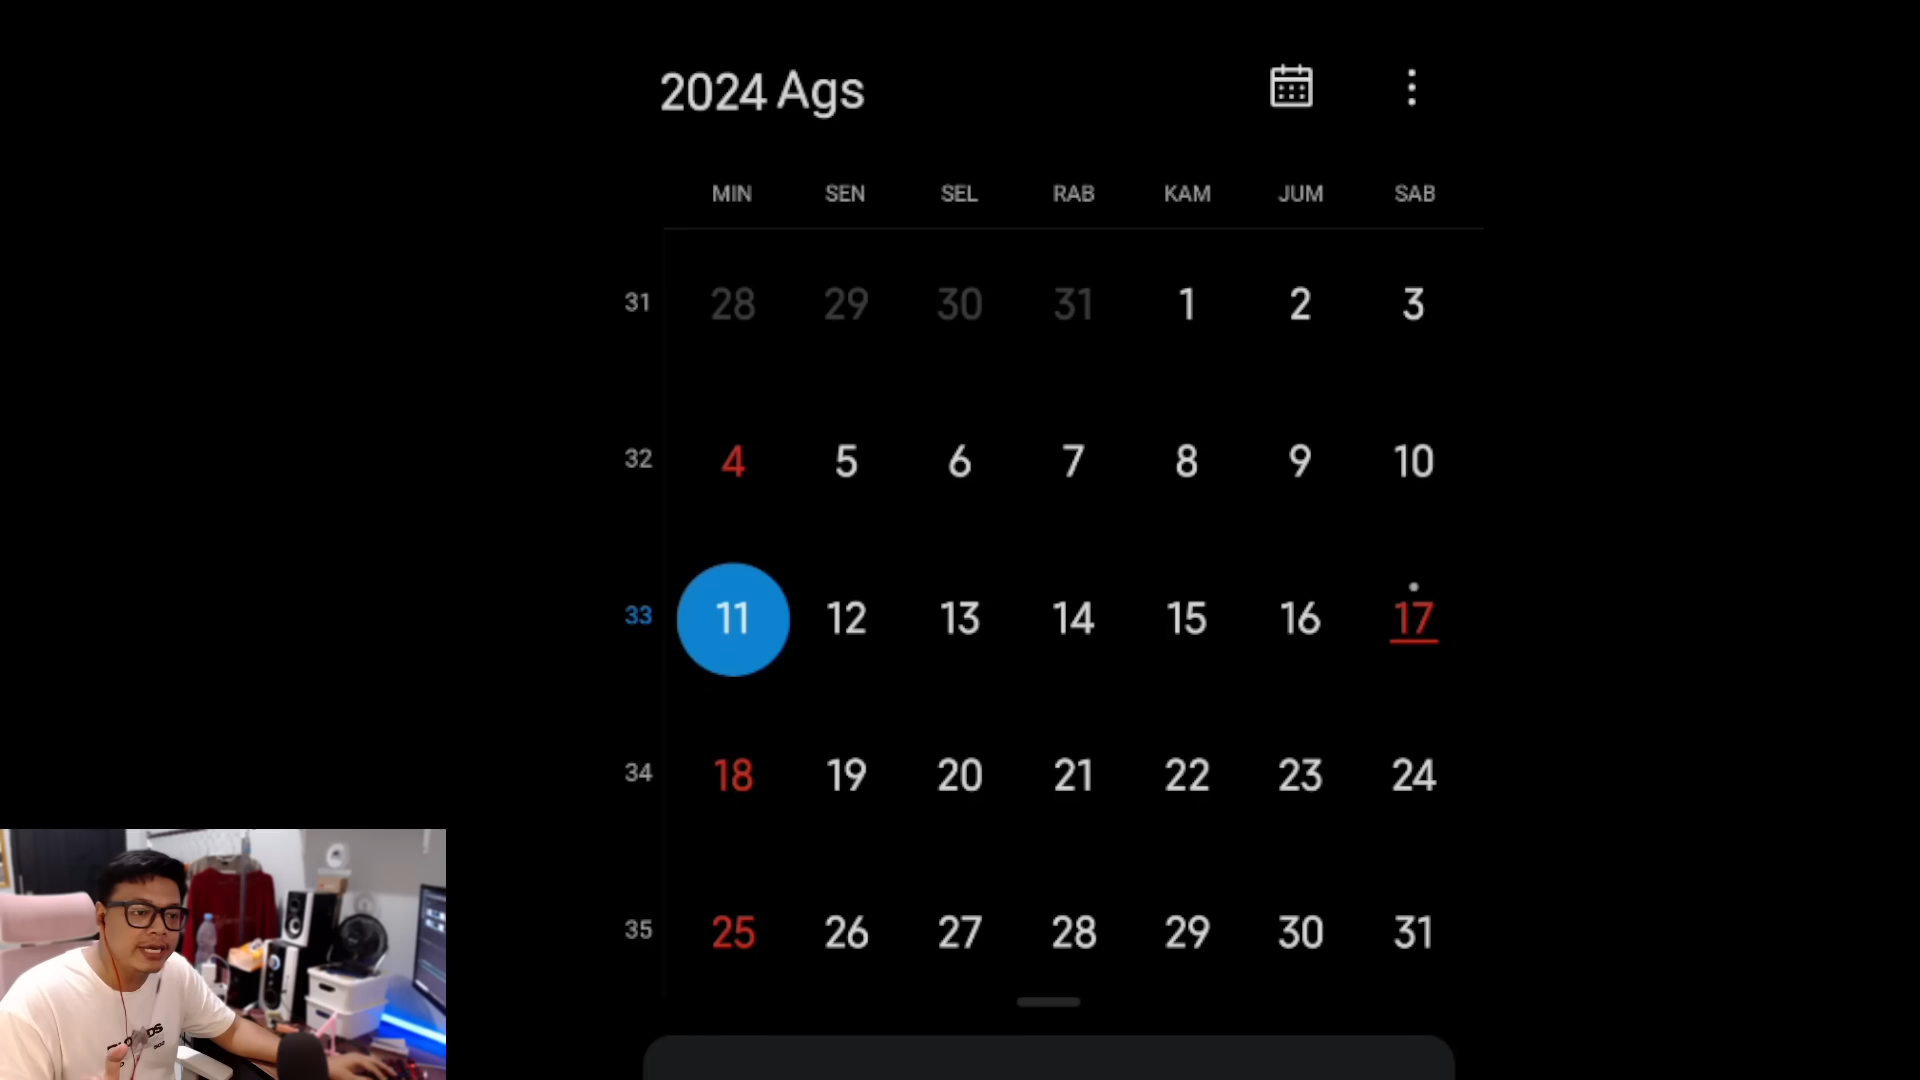 2024 Ags
MIN SEN SEL RAB KAM JUM SAB
31 28 29 30 31 1 2 3
32 4 5 6 7 8 9 10
33 11 12 13 14 15 16 17
34 18 19 20 21 22 23 24
35 25 26 27 28 29 30 31